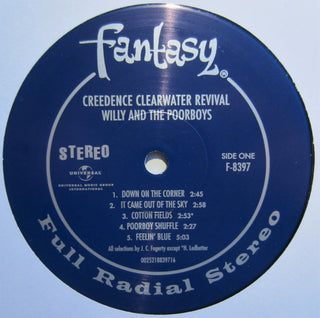 fantasy®
CREEDENCE CLEARWATER REVIVAL
WILLY AND THE POORBOYS
STEREO
UNIVERSAL
UNIVERSAL MUSIC GROUP
INTERNATIONAL
SIDE ONE
F-8397
1. DOWN ON THE CORNER 2:45
2. IT CAME OUT OF THE SKY 2:58
3. COTTON FIELDS 2:53*
4. POORBOY SHUFFLE 2:27
5. FEELIN' BLUE 5:03
All selections by J. C. Fogerty except *H. Ledbetter
0025218839716
Full Radial Stereo